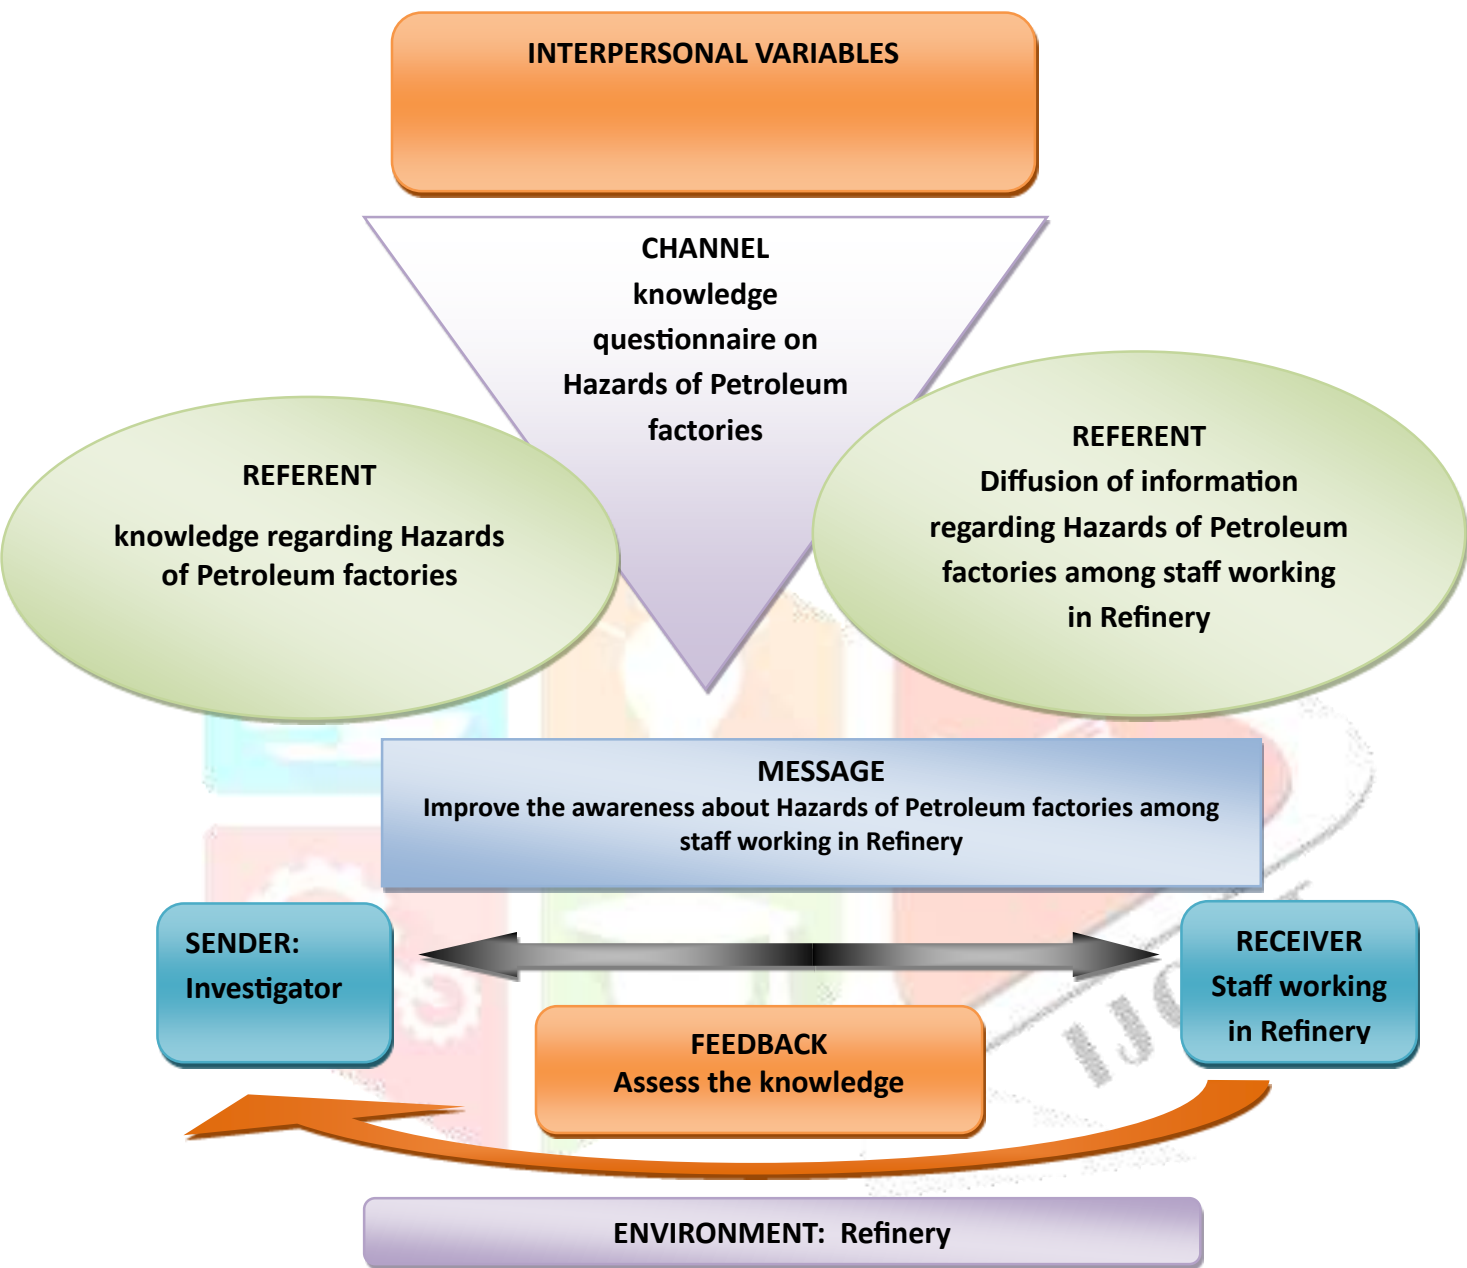 INTERPERSONAL VARIABLES
CHANNEL
knowledge
questionnaire on
Hazards of Petroleum
factories
REFERENT
knowledge regarding Hazards
of Petroleum factories
REFERENT
Diffusion of information
regarding Hazards of Petroleum
factories among staff working
in Refinery
MESSAGE
Improve the awareness about Hazards of Petroleum factories among
staff working in Refinery
SENDER:
Investigator
RECEIVER
Staff working
in Refinery
FEEDBACK
Assess the knowledge
ENVIRONMENT: Refinery